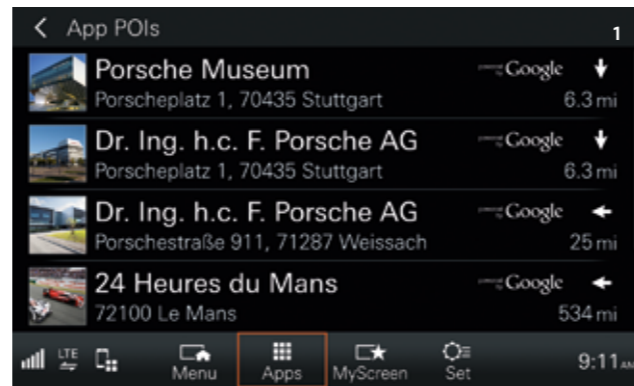 App POIs
1
Porsche Museum
Google
Porscheplatz 1, 70435 Stuttgart
6.3 mi
Dr. Ing. h.c. F. Porsche AG
Google
Porscheplatz 1, 70435 Stuttgart
6.3 mi
Dr. Ing. h.c. F. Porsche AG
Google
Porschestraße 911, 71287 Weissach
25 mi
24 Heures du Mans
Google
72100 Le Mans
534 mi
LTE
Menu
Apps
MyScreen
Set
9:11 AM